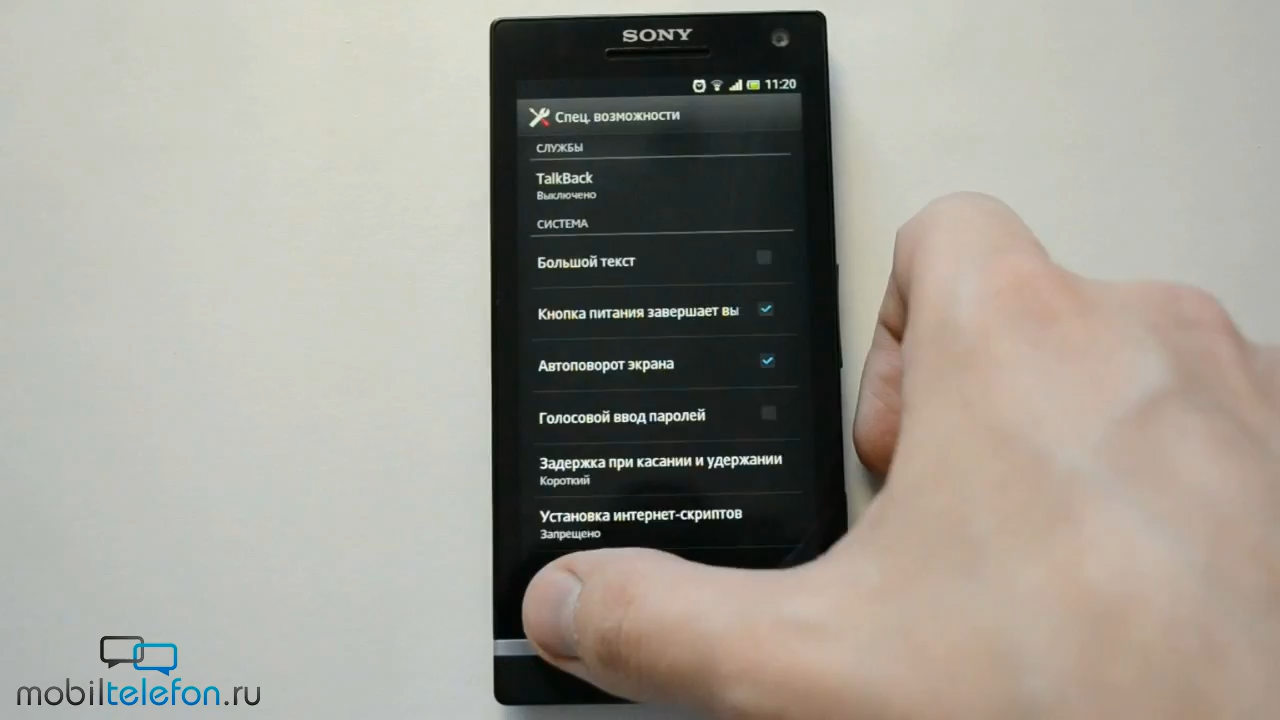 SONY
11:20
Спец. возможности
СЛУЖБЫ
TalkBack
Выключено
СИСТЕМА
Большой текст
Кнопка питания завершает вы
Автоповорот экрана
Голосовой ввод паролей
Задержка при касании и удержании
Короткий
Установка интернет-скриптов
Запрещено
mobiltelefon.ru